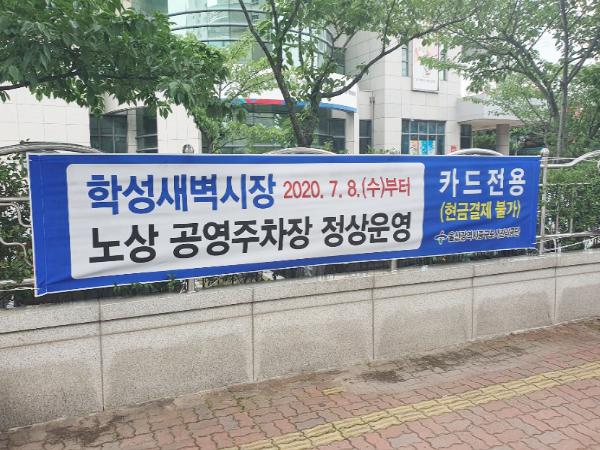 학성새벽시장 2020. 7. 8.(수)부터
노상 공영주차장 정상운영
카드전용
(현금결제 불가)